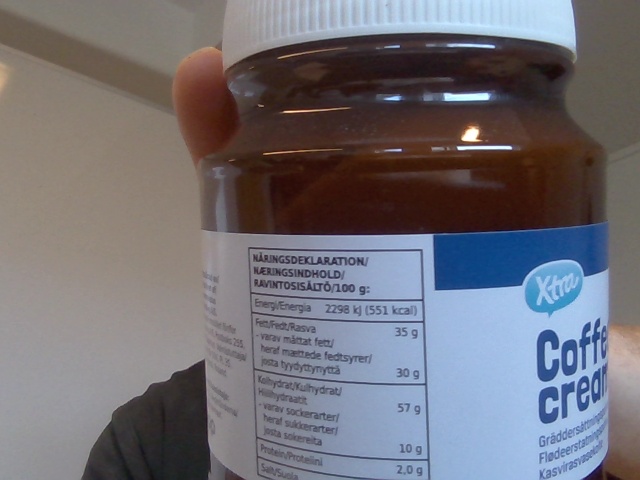 NÄRINGSDEKLARATION/
NÆRINGSINDHOLD/
RAVINTOSISÄLTÖ/100 g:
Energi/Energia 2298 kJ (551 kcal)
Fett/Fedt/Rasva 35 g
- varav mättat fett/
heraf mættede fedtsyrer/
josta tyydyttynyttä 30 g
Kolhydrat/Kulhydrat/
Hiilihydraatit 57 g
- varav sockerarter/
heraf sukkerarter/
josta sokereita 10 g
Protein/Proteiini 2,0 g
Salt/Suola
Xtra
Coffe
crea